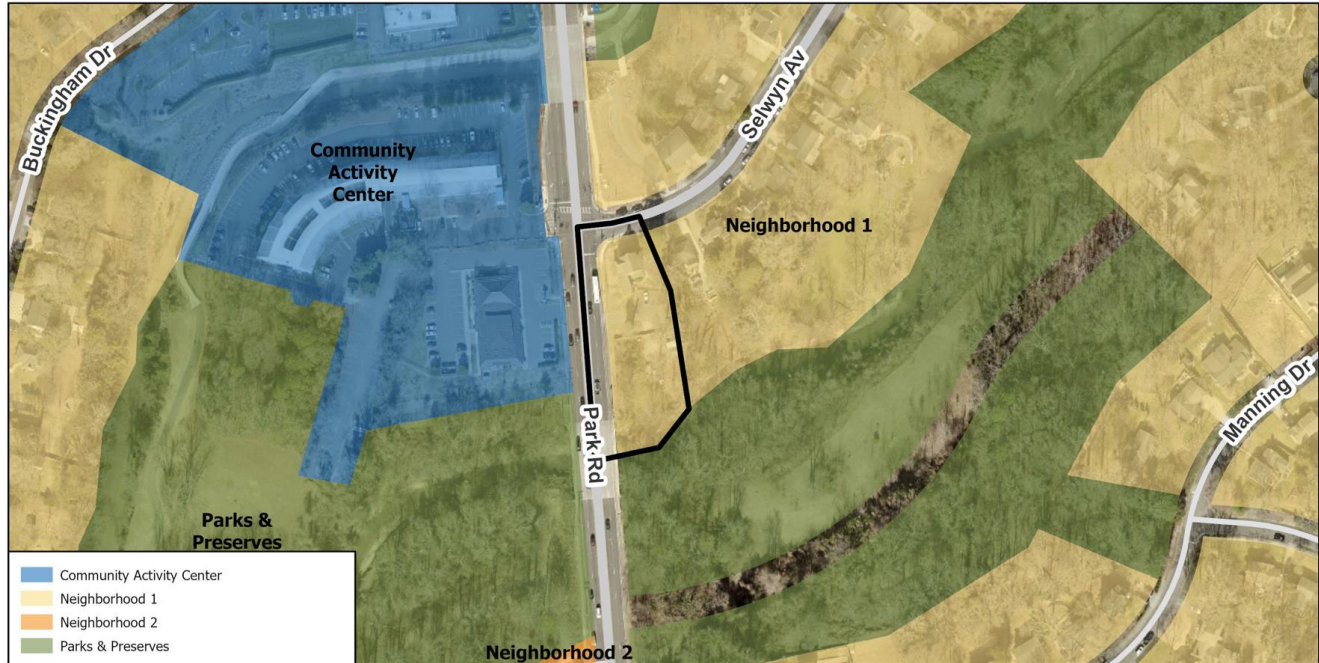 Buckingham Dr
Selwyn Av
Community
Activity
Center
Neighborhood 1
Park Rd
Manning Dr
Parks &
Preserves
Community Activity Center
Neighborhood 1
Neighborhood 2
Parks & Preserves
Neighborhood 2